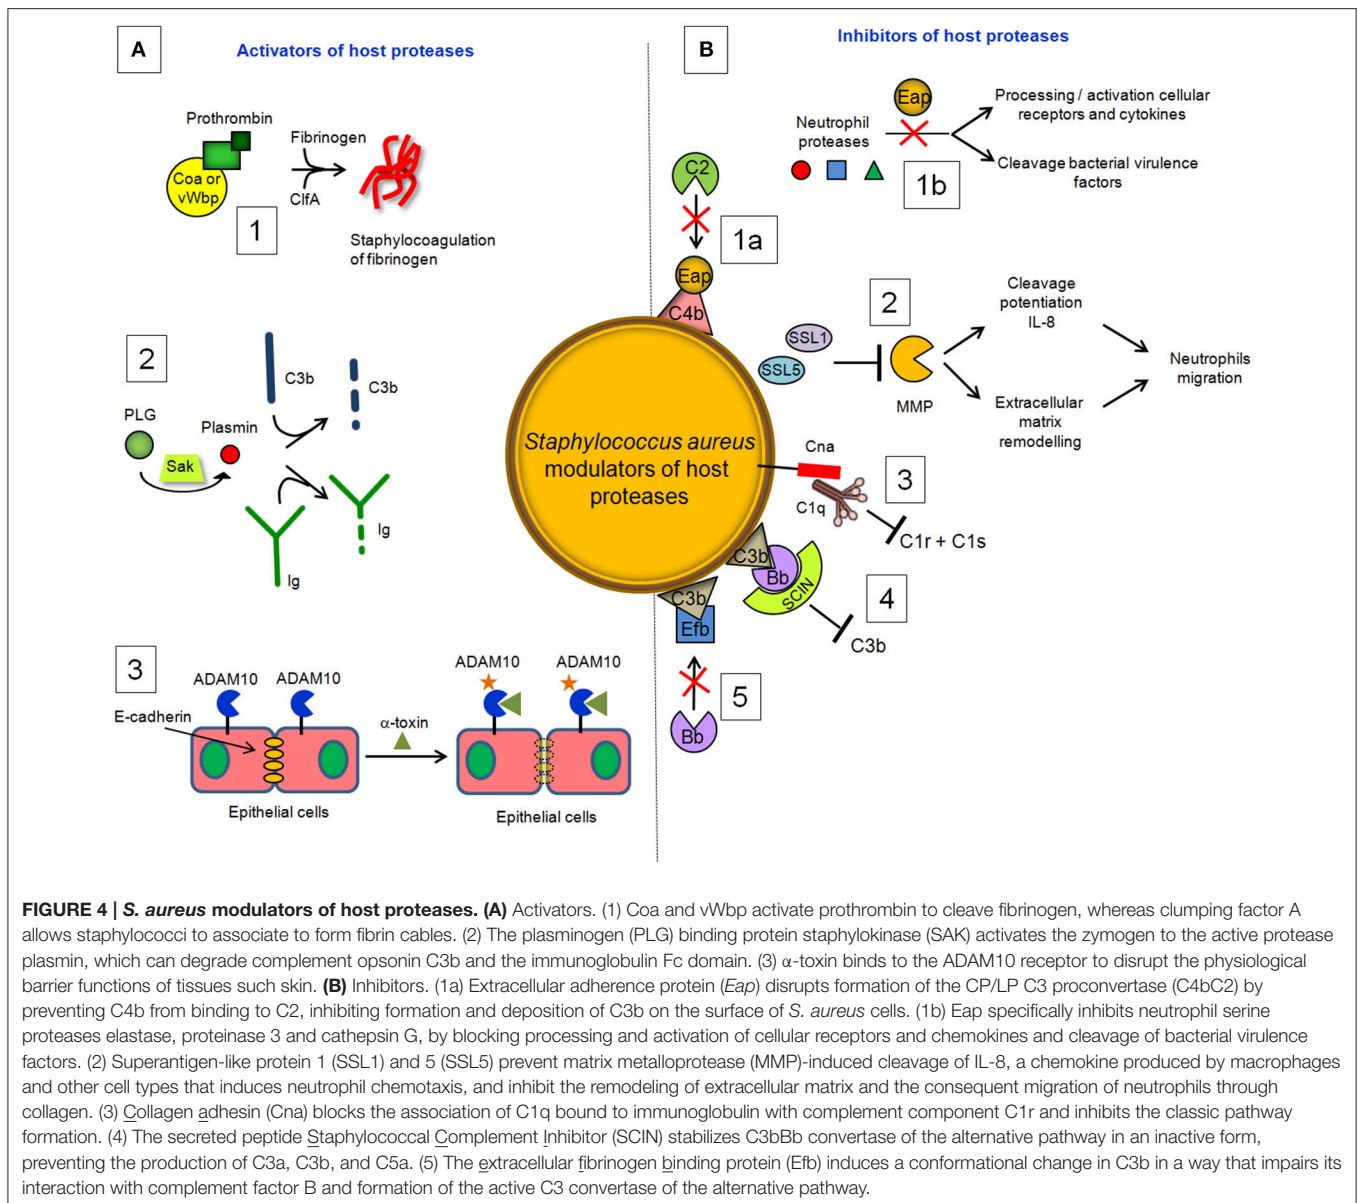 A
Activators of host proteases
1
Prothrombin
Coa or
vWbp
Fibrinogen
ClfA
Staphylocoagulation
of fibrinogen
2
PLG
Sak
Plasmin
C3b
C3b
Ig
Ig
3
ADAM10
ADAM10
E-cadherin
α-toxin
ADAM10
ADAM10
Epithelial cells
Epithelial cells
Staphylococcus aureus
modulators of host
proteases
B
Inhibitors of host proteases
C2
1a
Eap
C4b
Neutrophil
proteases
Eap
1b
Processing / activation cellular
receptors and cytokines
Cleavage bacterial virulence
factors
2
SSL1
SSL5
MMP
Cleavage
potentiation
IL-8
Extracellular
matrix
remodelling
Neutrophils
migration
Cna
C1q
3
C1r + C1s
C3b
Bb
SCIN
4
C3b
C3b
Efb
5
Bb
FIGURE 4 | S. aureus modulators of host proteases. (A) Activators. (1) Coa and vWbp activate prothrombin to cleave fibrinogen, whereas clumping factor A
allows staphylococci to associate to form fibrin cables. (2) The plasminogen (PLG) binding protein staphylokinase (SAK) activates the zymogen to the active protease
plasmin, which can degrade complement opsonin C3b and the immunoglobulin Fc domain. (3) α-toxin binds to the ADAM10 receptor to disrupt the physiological
barrier functions of tissues such skin. (B) Inhibitors. (1a) Extracellular adherence protein (Eap) disrupts formation of the CP/LP C3 proconvertase (C4bC2) by
preventing C4b from binding to C2, inhibiting formation and deposition of C3b on the surface of S. aureus cells. (1b) Eap specifically inhibits neutrophil serine
proteases elastase, proteinase 3 and cathepsin G, by blocking processing and activation of cellular receptors and chemokines and cleavage of bacterial virulence
factors. (2) Superantigen-like protein 1 (SSL1) and 5 (SSL5) prevent matrix metalloprotease (MMP)-induced cleavage of IL-8, a chemokine produced by macrophages
and other cell types that induces neutrophil chemotaxis, and inhibit the remodeling of extracellular matrix and the consequent migration of neutrophils through
collagen. (3) Collagen adhesin (Cna) blocks the association of C1q bound to immunoglobulin with complement component C1r and inhibits the classic pathway
formation. (4) The secreted peptide Staphylococcal Complement Inhibitor (SCIN) stabilizes C3bBb convertase of the alternative pathway in an inactive form,
preventing the production of C3a, C3b, and C5a. (5) The extracellular fibrinogen binding protein (Efb) induces a conformational change in C3b in a way that impairs its
interaction with complement factor B and formation of the active C3 convertase of the alternative pathway.